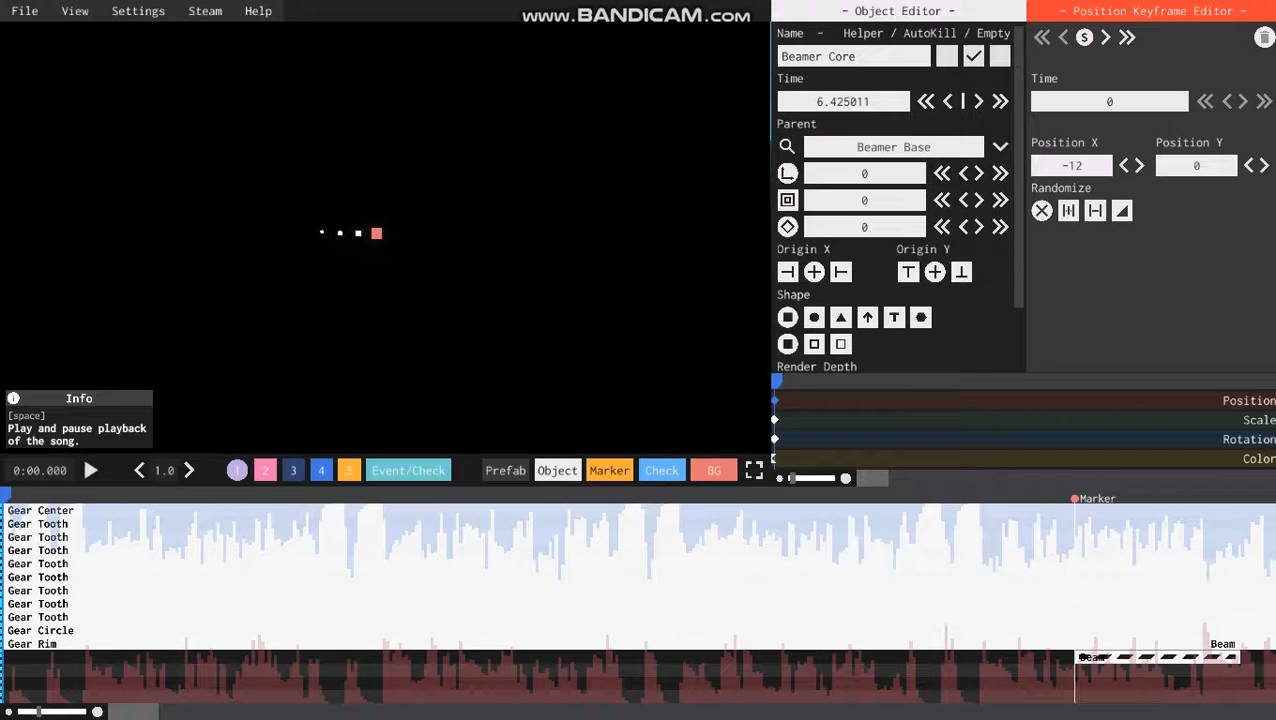 File View Settings Steam Help
www.BANDICAM.com
- Object Editor -
- Position Keyframe Editor -
Name - Helper / AutoKill / Empty
Beamer Core
Time
6.425011
Parent
Beamer Base
0
0
0
Origin X Origin Y
Shape
Render Depth
Time
0
Position X Position Y
-12 0
Randomize
Position
Scale
Rotation
Color
Info
[space]
Play and pause playback
of the song.
0:00.000 1.0 1 2 3 4 5 Event/Check Prefab Object Marker Check BG
Marker
Gear Center
Gear Tooth
Gear Tooth
Gear Tooth
Gear Tooth
Gear Tooth
Gear Tooth
Gear Tooth
Gear Tooth
Gear Circle
Gear Rim
Beam
Beam